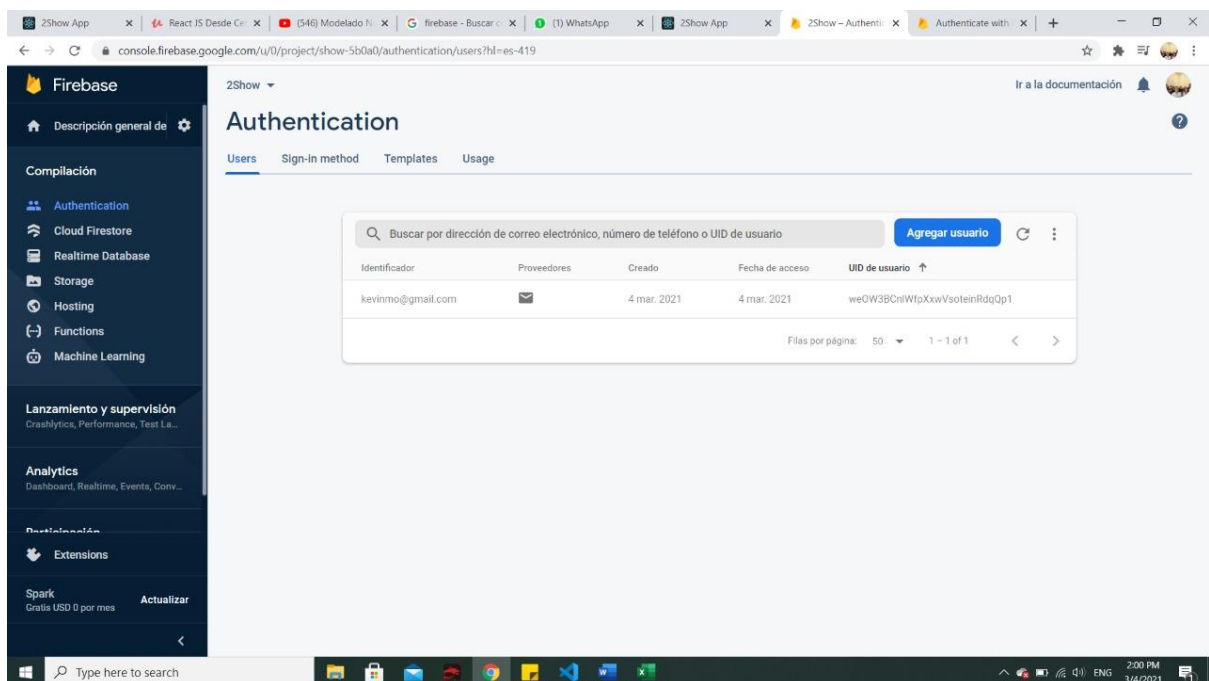 2Show App
React JS Desde Ce
(546) Modelado N
firebase - Buscar c
(1) WhatsApp
2Show App
2Show – Authenti
Authenticate with
console.firebase.google.com/u/0/project/show-5b0a0/authentication/users?hl=es-419
Firebase
2Show
Ir a la documentación
Descripción general de
Authentication
Users Sign-in method Templates Usage
Compilación
Authentication
Cloud Firestore
Realtime Database
Storage
Hosting
Functions
Machine Learning
Lanzamiento y supervisión
Crashlytics, Performance, Test La...
Analytics
Dashboard, Realtime, Events, Conv...
Participación
Extensions
Spark
Gratis USD 0 por mes
Actualizar
Buscar por dirección de correo electrónico, número de teléfono o UID de usuario
Agregar usuario
Identificador Proveedores Creado Fecha de acceso UID de usuario
kevinmo@gmail.com 4 mar. 2021 4 mar. 2021
Filas por página: 50 1 – 1 of 1
Type here to search
ENG
2:00 PM
3/4/2021